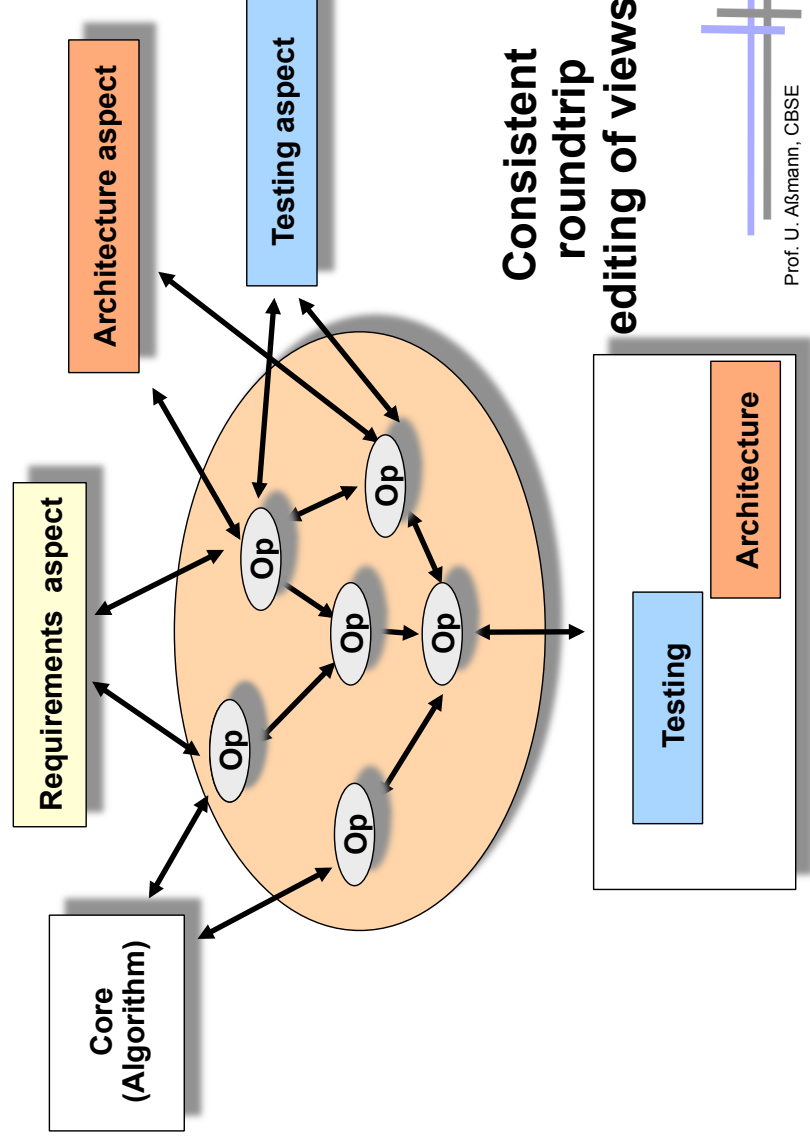 Requirements aspect
Core
(Algorithm)
Architecture aspect
Testing aspect
Op
Op
Op
Op
Op
Op
Consistent
roundtrip
editing of views
Testing
Architecture
Prof. U. Aßmann, CBSE